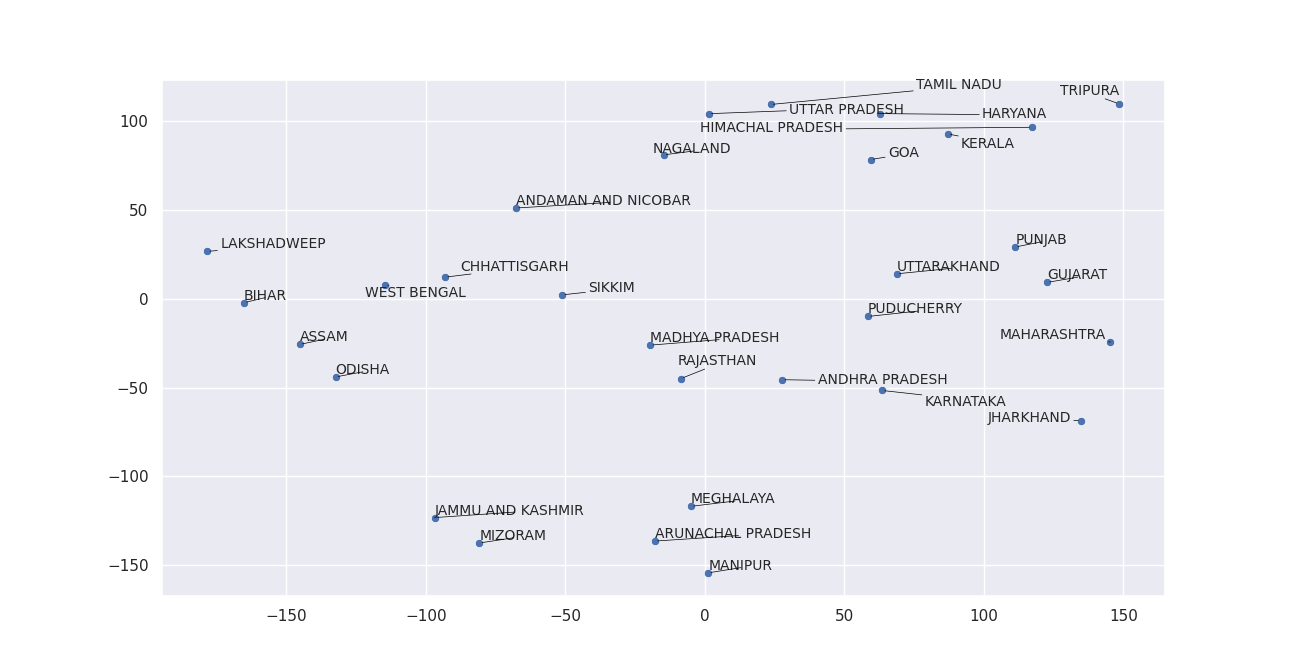 TAMIL NADU
TRIPURA
UTTAR PRADESH
HARYANA
HIMACHAL PRADESH
KERALA
NAGALAND
GOA
ANDAMAN AND NICOBAR
LAKSHADWEEP
PUNJAB
CHHATTISGARH
UTTARAKHAND
GUJARAT
SIKKIM
WEST BENGAL
BIHAR
PUDUCHERRY
ASSAM
MADHYA PRADESH
MAHARASHTRA
RAJASTHAN
ODISHA
ANDHRA PRADESH
KARNATAKA
JHARKHAND
MEGHALAYA
JAMMU AND KASHMIR
MIZORAM
ARUNACHAL PRADESH
MANIPUR
100
50
0
−50
−100
−150
−150 −100 −50 0 50 100 150